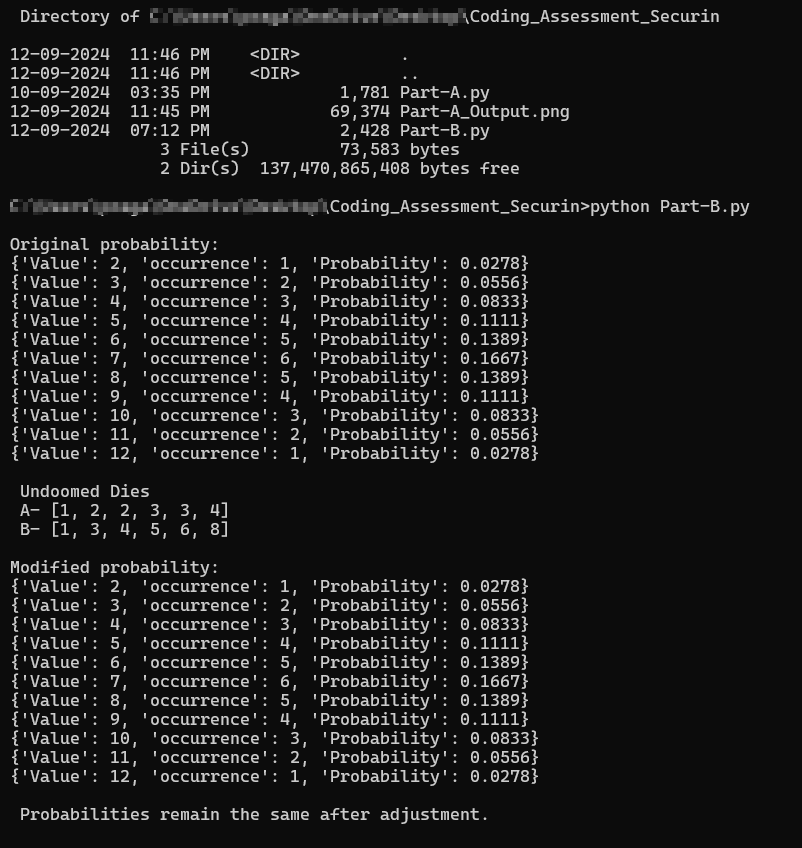 Directory of \Coding_Assessment_Securin
12-09-2024  11:46 PM    <DIR>          .
12-09-2024  11:46 PM    <DIR>          ..
10-09-2024  03:35 PM             1,781 Part-A.py
12-09-2024  11:45 PM            69,374 Part-A_Output.png
12-09-2024  07:12 PM             2,428 Part-B.py
3 File(s)         73,583 bytes
2 Dir(s)  137,470,865,408 bytes free
\Coding_Assessment_Securin>python Part-B.py
Original probability:
{'Value': 2, 'occurrence': 1, 'Probability': 0.0278}
{'Value': 3, 'occurrence': 2, 'Probability': 0.0556}
{'Value': 4, 'occurrence': 3, 'Probability': 0.0833}
{'Value': 5, 'occurrence': 4, 'Probability': 0.1111}
{'Value': 6, 'occurrence': 5, 'Probability': 0.1389}
{'Value': 7, 'occurrence': 6, 'Probability': 0.1667}
{'Value': 8, 'occurrence': 5, 'Probability': 0.1389}
{'Value': 9, 'occurrence': 4, 'Probability': 0.1111}
{'Value': 10, 'occurrence': 3, 'Probability': 0.0833}
{'Value': 11, 'occurrence': 2, 'Probability': 0.0556}
{'Value': 12, 'occurrence': 1, 'Probability': 0.0278}
Undoomed Dies
A- [1, 2, 2, 3, 3, 4]
B- [1, 3, 4, 5, 6, 8]
Modified probability:
{'Value': 2, 'occurrence': 1, 'Probability': 0.0278}
{'Value': 3, 'occurrence': 2, 'Probability': 0.0556}
{'Value': 4, 'occurrence': 3, 'Probability': 0.0833}
{'Value': 5, 'occurrence': 4, 'Probability': 0.1111}
{'Value': 6, 'occurrence': 5, 'Probability': 0.1389}
{'Value': 7, 'occurrence': 6, 'Probability': 0.1667}
{'Value': 8, 'occurrence': 5, 'Probability': 0.1389}
{'Value': 9, 'occurrence': 4, 'Probability': 0.1111}
{'Value': 10, 'occurrence': 3, 'Probability': 0.0833}
{'Value': 11, 'occurrence': 2, 'Probability': 0.0556}
{'Value': 12, 'occurrence': 1, 'Probability': 0.0278}
Probabilities remain the same after adjustment.